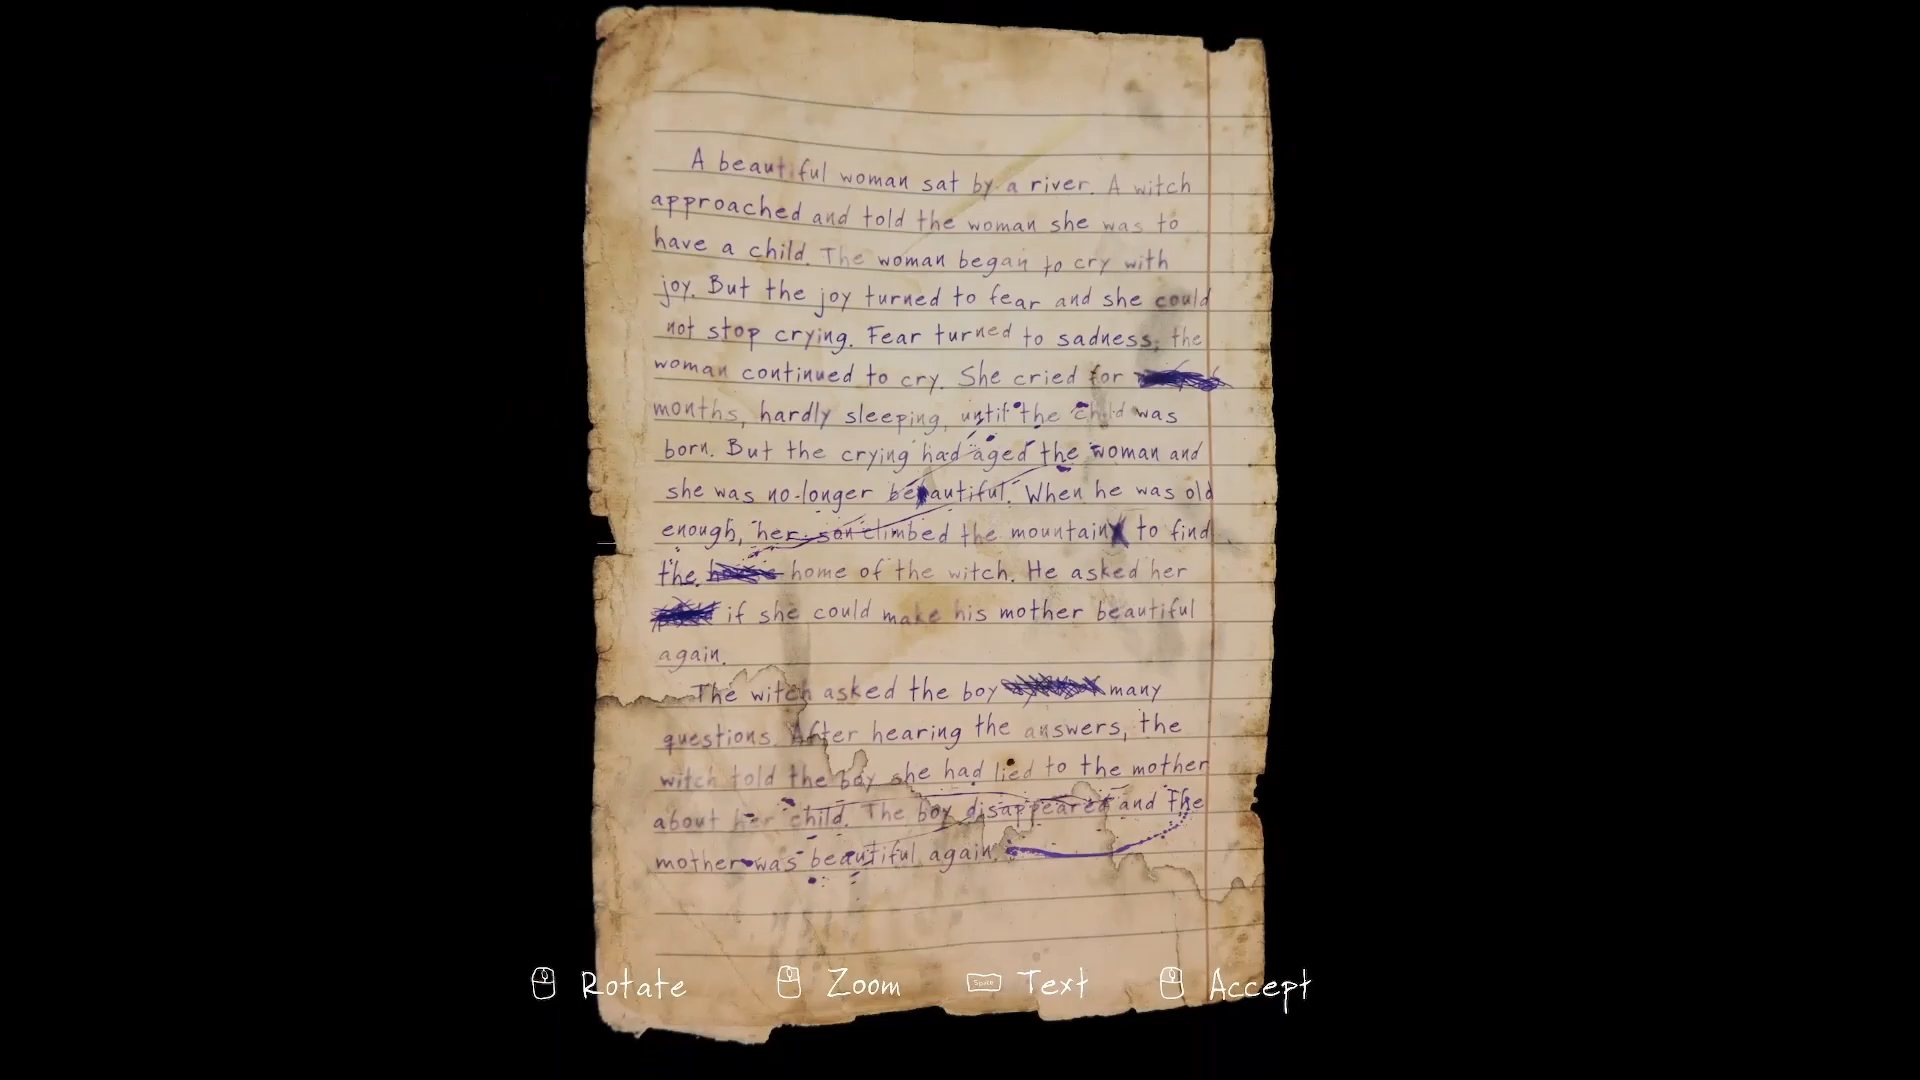 A beautiful woman sat by a river. A witch
approached and told the woman she was to
have a child. The woman began to cry with
joy. But the joy turned to fear and she could
not stop crying. Fear turned to sadness; the
woman continued to cry. She cried for
months, hardly sleeping, until the child was
born. But the crying had aged the woman and
she was no-longer beautiful. When he was old
enough, her son climbed the mountain to find
the home of the witch. He asked her
if she could make his mother beautiful
again.
The witch asked the boy many
questions. After hearing the answers, the
witch told the boy she had lied to the mother
about her child. The boy disappeared and the
mother was beautiful again.
Rotate Zoom Space Text Accept